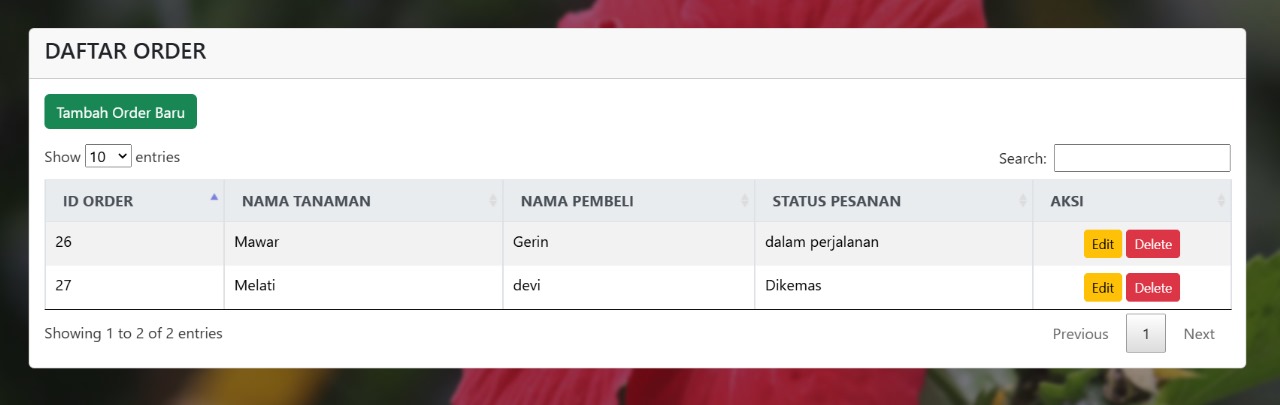 DAFTAR ORDER
Tambah Order Baru
Show 10 entries Search:
ID ORDER NAMA TANAMAN NAMA PEMBELI STATUS PESANAN AKSI
26 Mawar Gerin dalam perjalanan Edit Delete
27 Melati devi Dikemas Edit Delete
Showing 1 to 2 of 2 entries Previous 1 Next